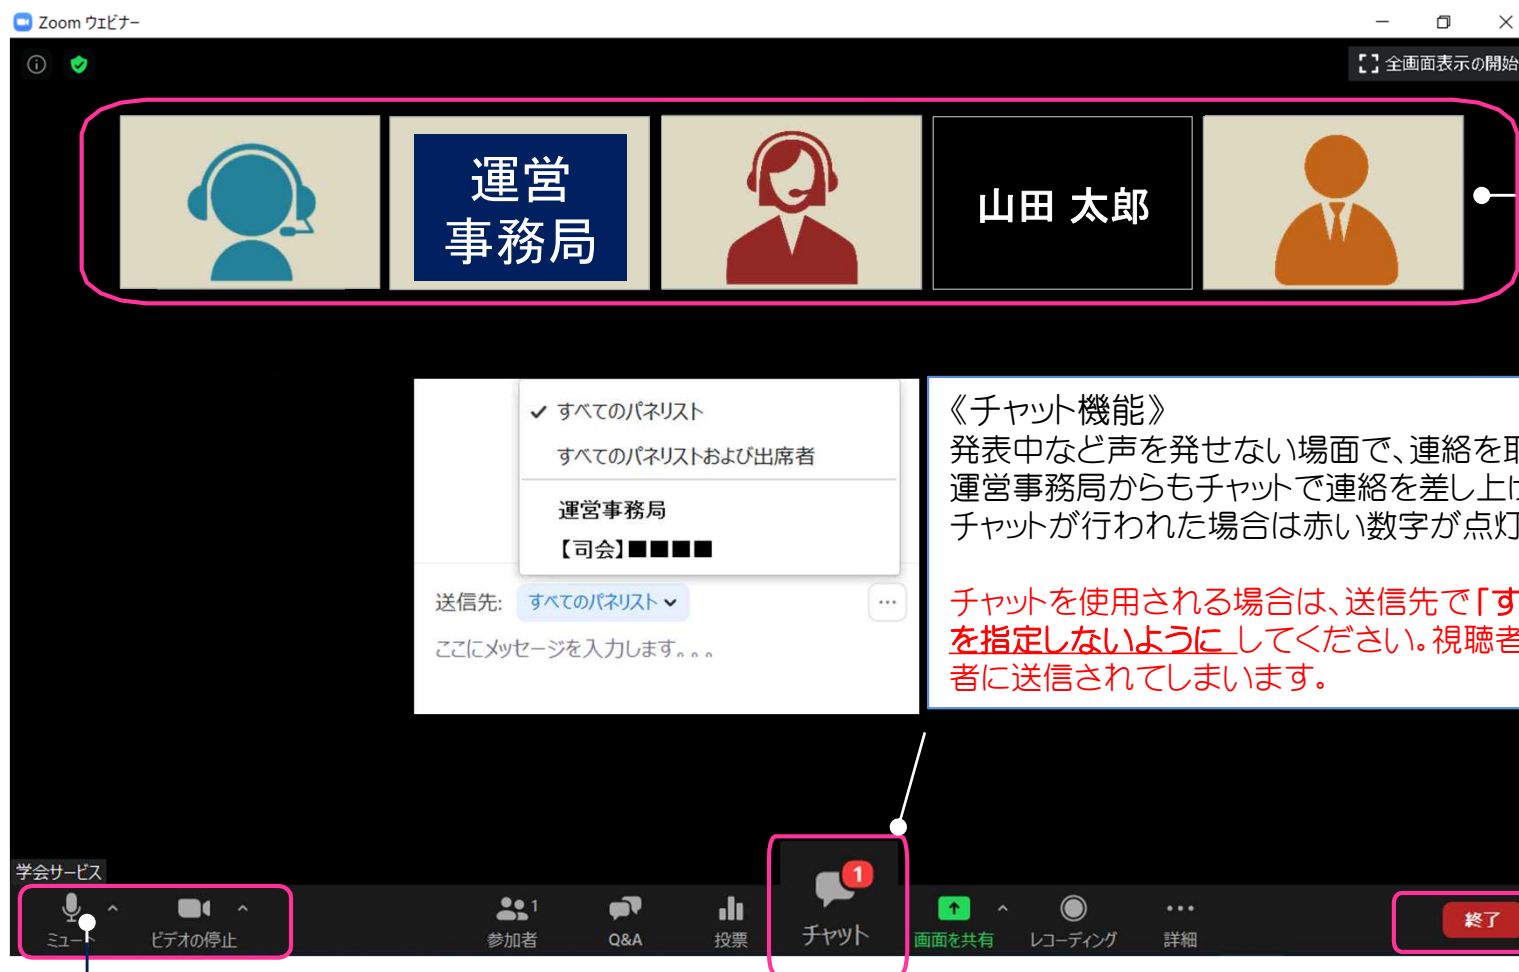 Zoom ウェビナー
全画面表示の開始
運営
事務局
山田 太郎
すべてのパネリスト
すべてのパネリストおよび出席者
運営事務局
【司会】■■■■
送信先: すべてのパネリスト
ここにメッセージを入力します。。。
《チャット機能》
発表中など声を発せない場面で、連絡を取
運営事務局からもチャットで連絡を差し上げ
チャットが行われた場合は赤い数字が点灯
チャットを使用される場合は、送信先で「す
を指定しないように してください。視聴者
者に送信されてしまいます。
学会サービス
1
1
ミュート ビデオの停止 参加者 Q&A 投票 チャット 画面を共有 レコーディング 詳細 終了